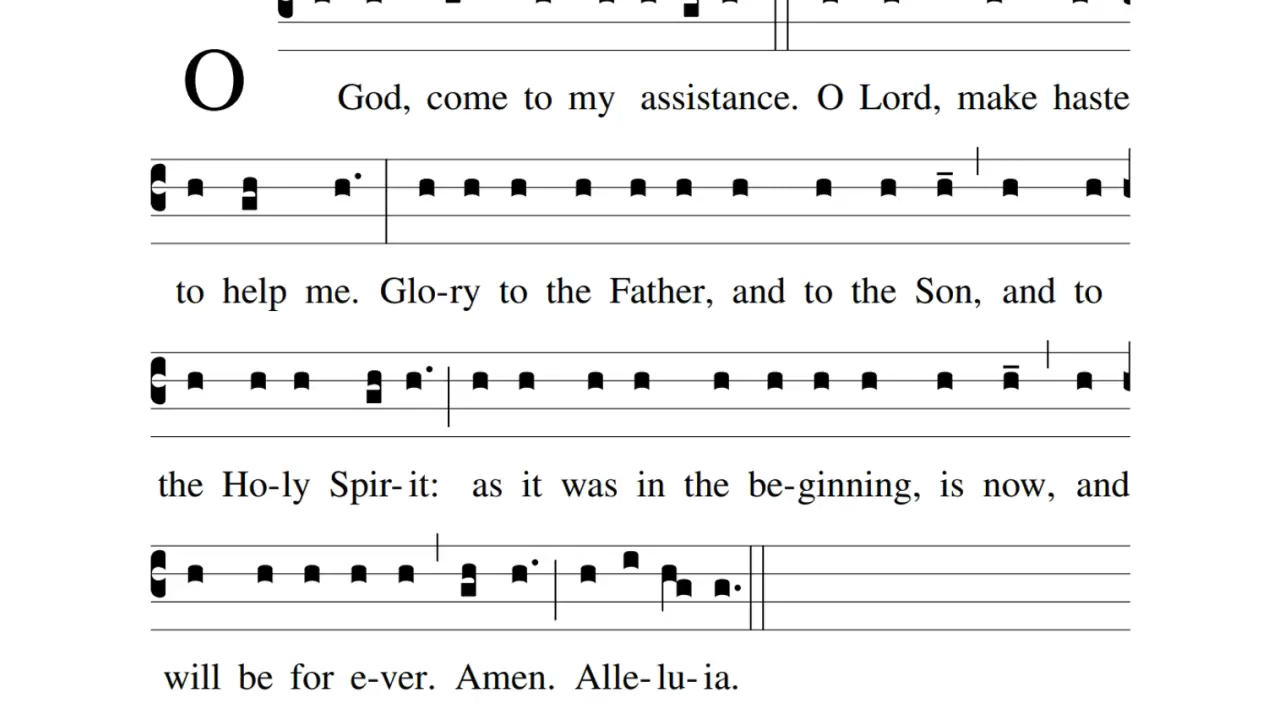 O God, come to my assistance. O Lord, make haste
to help me. Glo-ry to the Father, and to the Son, and to
the Ho-ly Spir-it: as it was in the be-ginning, is now, and
will be for e-ver. Amen. Alle-lu-ia.